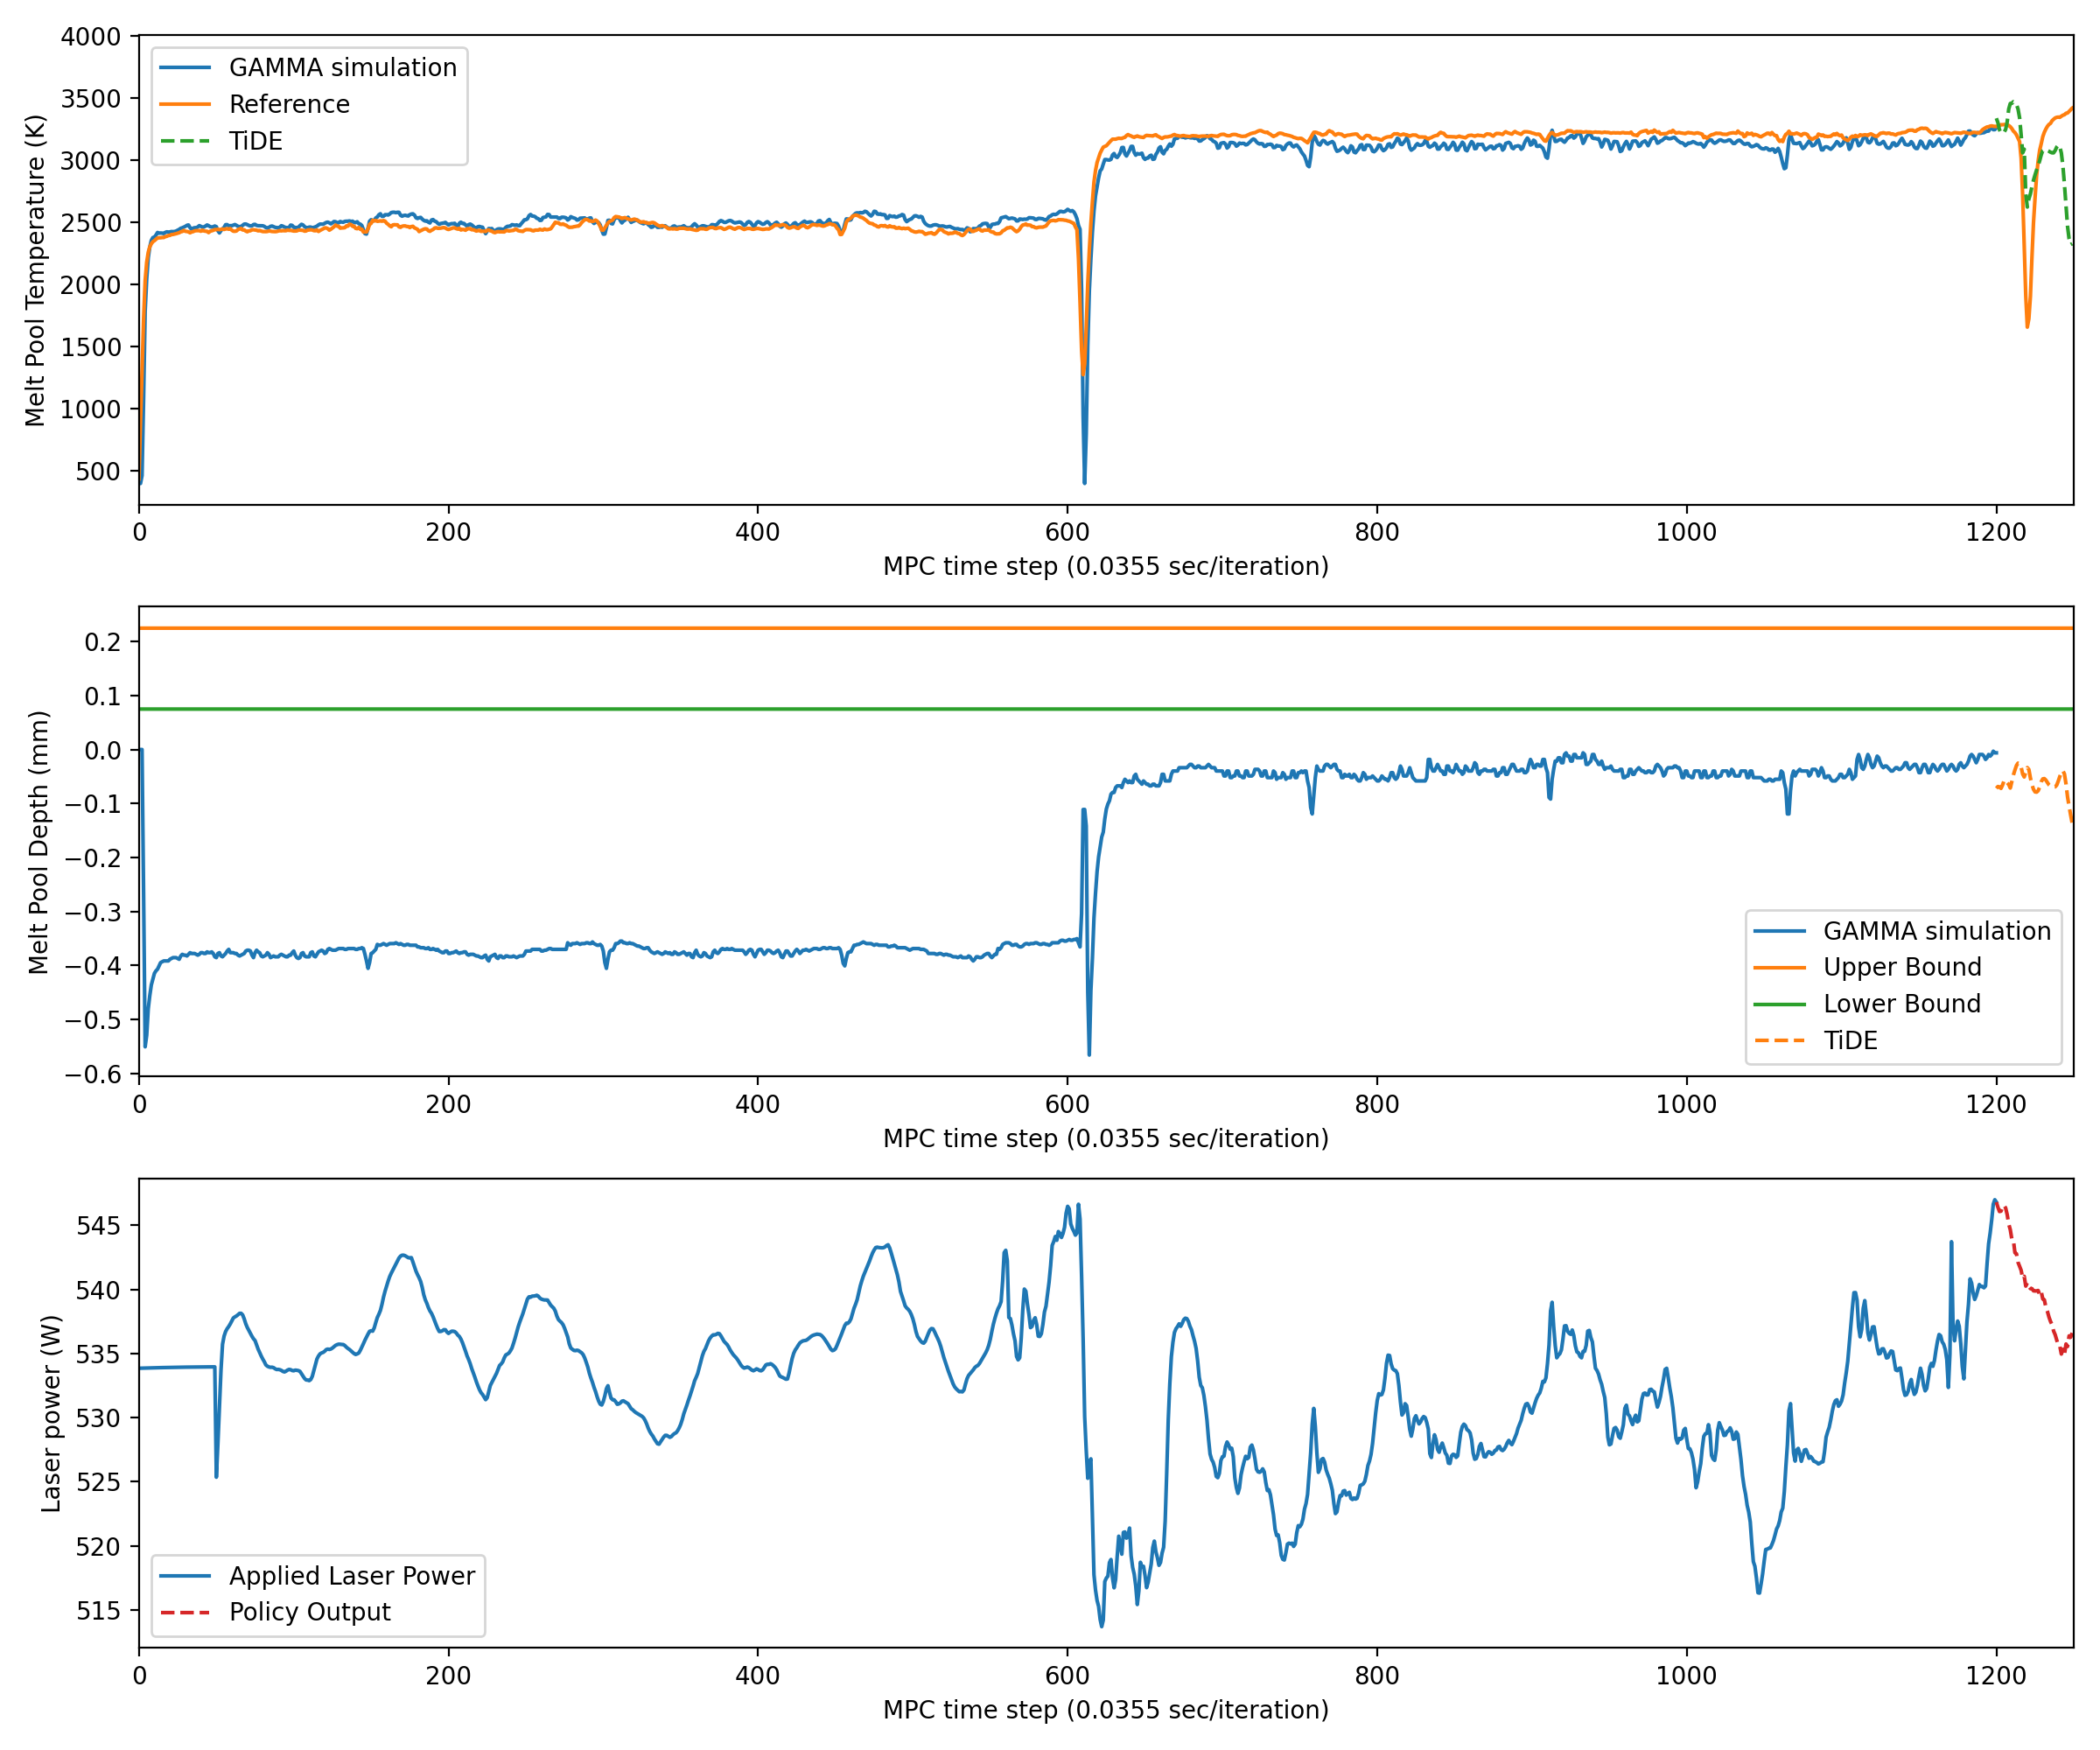 4000
3500
3000
2500
2000
1500
1000
500
Melt Pool Temperature (K)
GAMMA simulation
Reference
TiDE
0 200 400 600 800 1000 1200
MPC time step (0.0355 sec/iteration)
0.2
0.1
0.0
−0.1
−0.2
−0.3
−0.4
−0.5
−0.6
Melt Pool Depth (mm)
GAMMA simulation
Upper Bound
Lower Bound
TiDE
0 200 400 600 800 1000 1200
MPC time step (0.0355 sec/iteration)
545
540
535
530
525
520
515
Laser power (W)
Applied Laser Power
Policy Output
0 200 400 600 800 1000 1200
MPC time step (0.0355 sec/iteration)